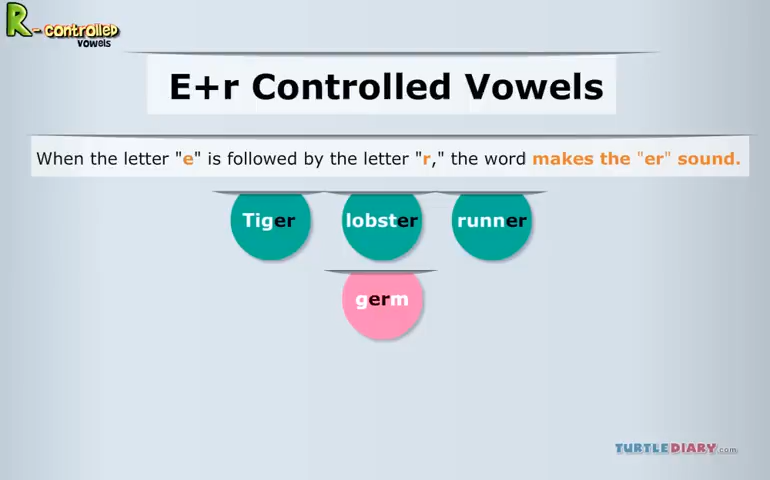 R - controlled
vowels
E+r Controlled Vowels
When the letter "e" is followed by the letter "r," the word makes the "er" sound.
Tiger lobster runner
germ
TURTLEDIARY.com